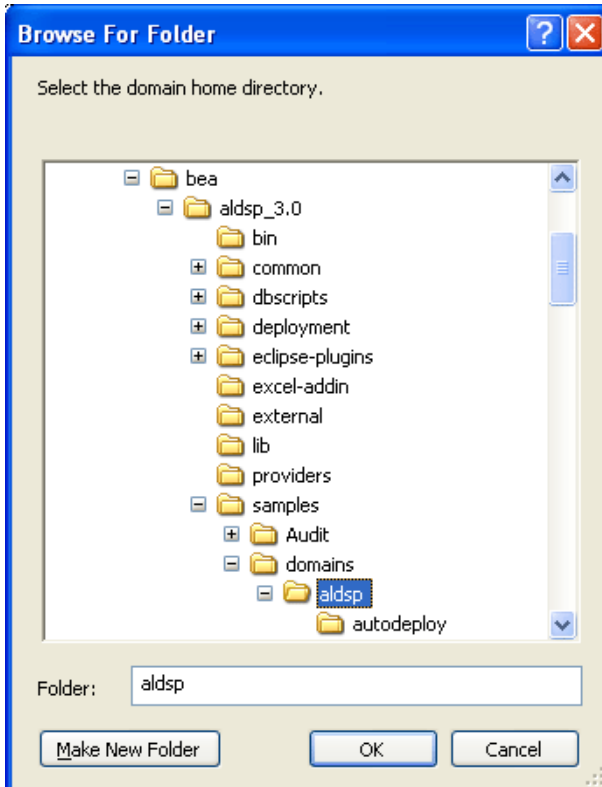 Browse For Folder
Select the domain home directory.
bea
aldsp_3.0
bin
common
dbscripts
deployment
eclipse-plugins
excel-addin
external
lib
providers
samples
Audit
domains
aldsp
autodeploy
Folder: aldsp
Make New Folder OK Cancel